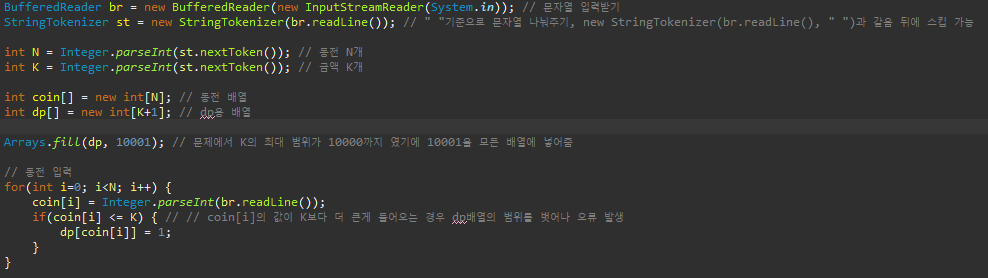 BufferedReader br = new BufferedReader(new InputStreamReader(System.in)); // 문자열 입력받기
StringTokenizer st = new StringTokenizer(br.readLine()); // " "기준으로 문자열 나눠주기, new StringTokenizer(br.readLine(), " ")과 같음 뒤에 스킵 가능
int N = Integer.parseInt(st.nextToken()); // 동전 N개
int K = Integer.parseInt(st.nextToken()); // 금액 K개
int coin[] = new int[N]; // 동전 배열
int dp[] = new int[K+1]; // dp용 배열
Arrays.fill(dp, 10001); // 문제에서 K의 최대 범위가 10000까지 였기에 10001을 모든 배열에 넣어줌
// 동전 입력
for(int i=0; i<N; i++) {
coin[i] = Integer.parseInt(br.readLine());
if(coin[i] <= K) { // // coin[i]의 값이 K보다 더 큰게 들어오는 경우 dp배열의 범위를 벗어나 오류 발생
dp[coin[i]] = 1;
}
}